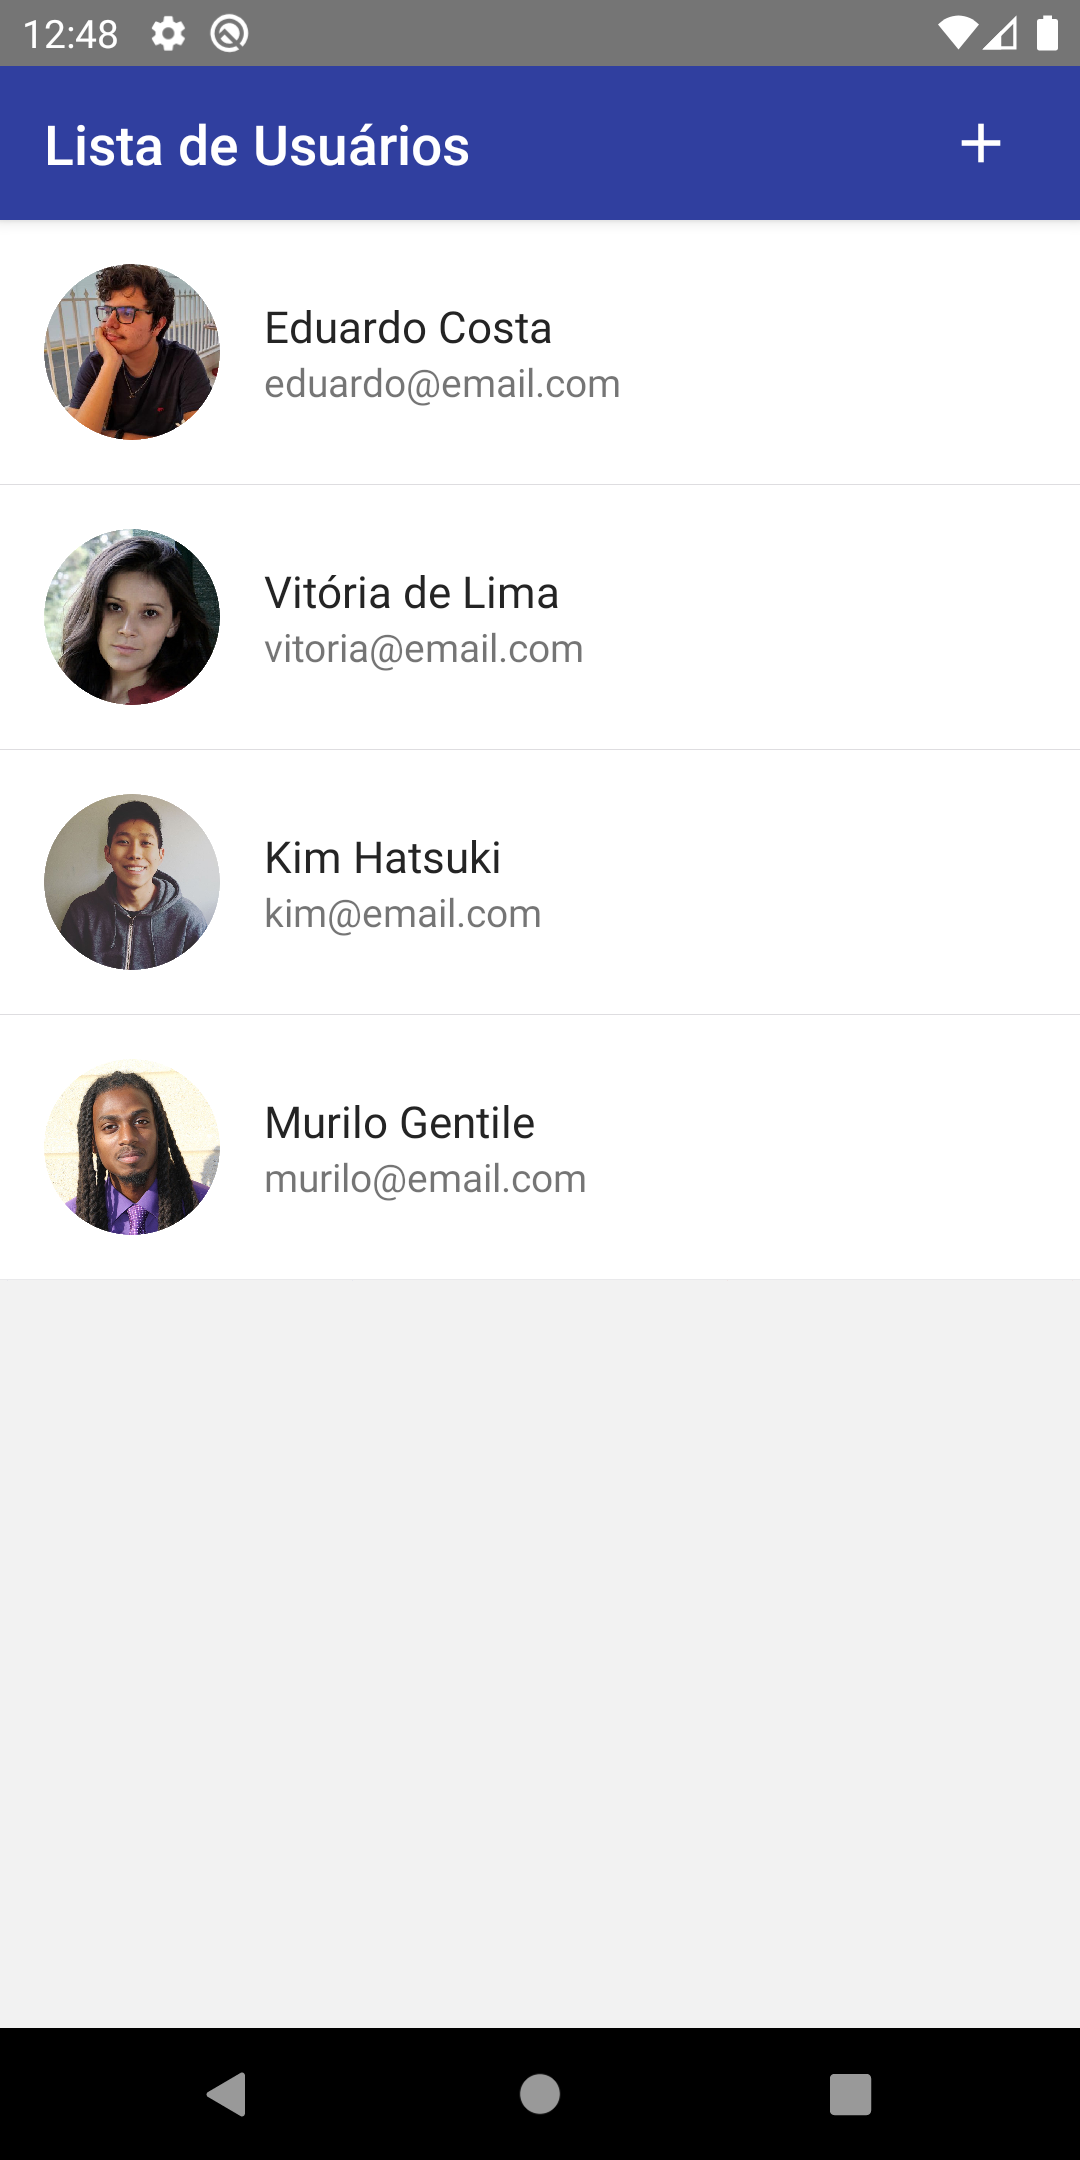 12:48
Lista de Usuários
Eduardo Costa
eduardo@email.com
Vitória de Lima
vitoria@email.com
Kim Hatsuki
kim@email.com
Murilo Gentile
murilo@email.com